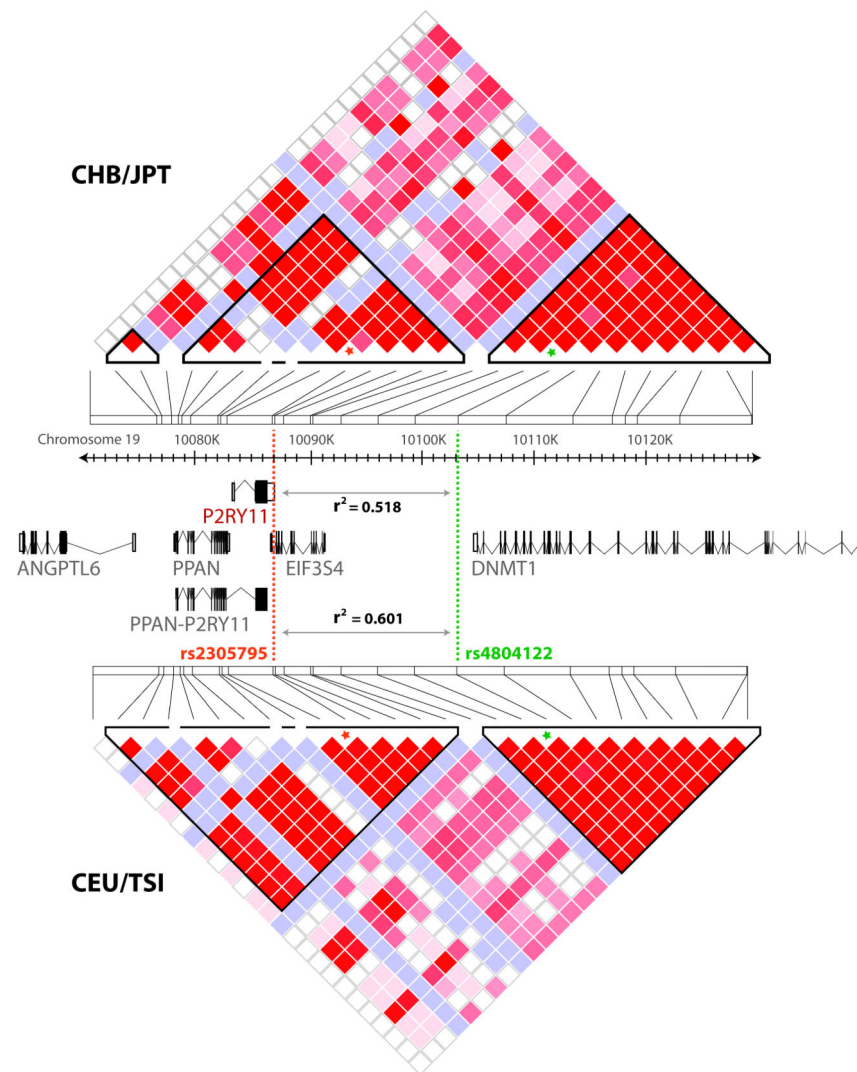 CHB/JPT
Chromosome 19
10080K
10090K
10100K
10110K
10120K
P2RY11
r² = 0.518
ANGPTL6
PPAN
EIF3S4
DNMT1
PPAN-P2RY11
r² = 0.601
rs2305795
rs4804122
CEU/TSI